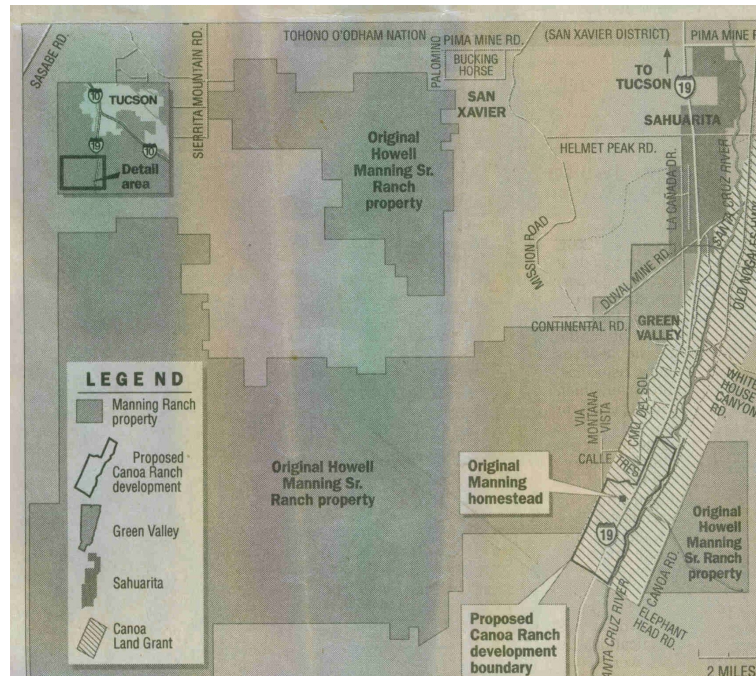 SASABE RD.
SIERRITA MOUNTAIN RD.
TOHONO O'ODHAM NATION
(SAN XAVIER DISTRICT)
PALOMINO
PIMA MINE RD.
BUCKING
HORSE
PIMA MINE
TO
TUCSON
19
SAN
XAVIER
SAHUARITA
10
TUCSON
19
10
Detail
area
Original
Howell
Manning Sr.
Ranch
property
HELMET PEAK RD.
LA CAÑADA DR.
SANTA CRUZ RIVER
MISSION ROAD
DUVAL MINE RD.
CONTINENTAL RD.
GREEN
VALLEY
WHITE
HOUSE
CANYON
RD.
LEGEND
Manning Ranch
property
Proposed
Canoa Ranch
development
Green Valley
Sahuarita
Canoa
Land Grant
Original Howell
Manning Sr.
Ranch property
VIA
MONTANA
VISTA
CMO. DEL SOL
CALLE
TRES
Original
Manning
homestead
19
Original
Howell
Manning
Sr. Ranch
property
CANOA RD
ELEPHANT
HEAD RD.
SANTA CRUZ RIVER
Proposed
Canoa Ranch
development
boundary
2 MILES